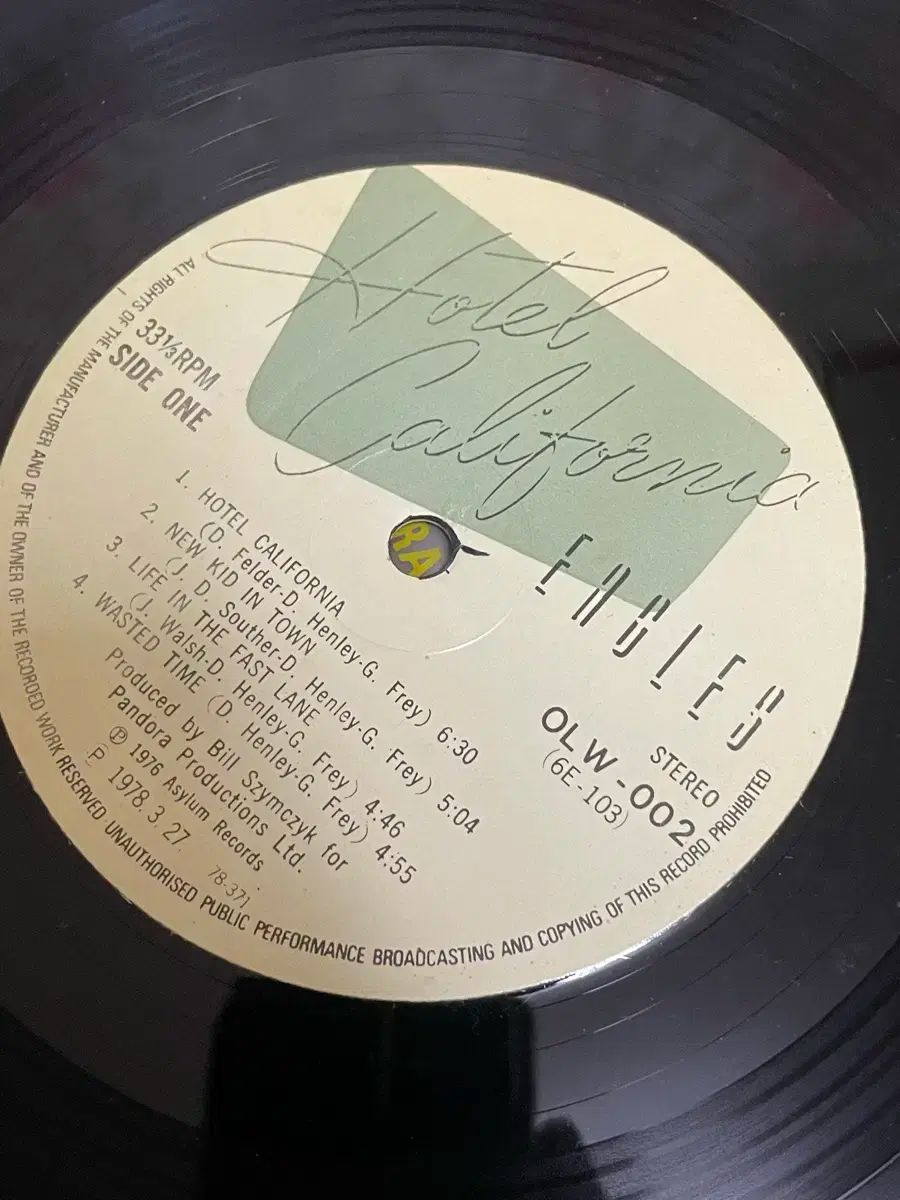 Hotel
California
EAGLES
33⅓RPM
SIDE ONE
STEREO
OLW-002
(6E-103)
1. HOTEL CALIFORNIA
(D. Felder-D. Henley-G. Frey) 6:30
2. NEW KID IN TOWN
(J. D. Souther-D. Henley-G. Frey) 5:04
3. LIFE IN THE FAST LANE
(J. Walsh-D. Henley-G. Frey) 4:46
4. WASTED TIME (D. Henley-G. Frey) 4:55
Produced by Bill Szymczyk for
Pandora Productions Ltd.
Ⓟ 1976 Asylum Records
Ⓟ 1978. 3. 27
78-371
ALL RIGHTS OF THE MANUFACTURER AND OF THE OWNER OF THE RECORDED WORK RESERVED UNAUTHORISED PUBLIC PERFORMANCE BROADCASTING AND COPYING OF THIS RECORD PROHIBITED
RA